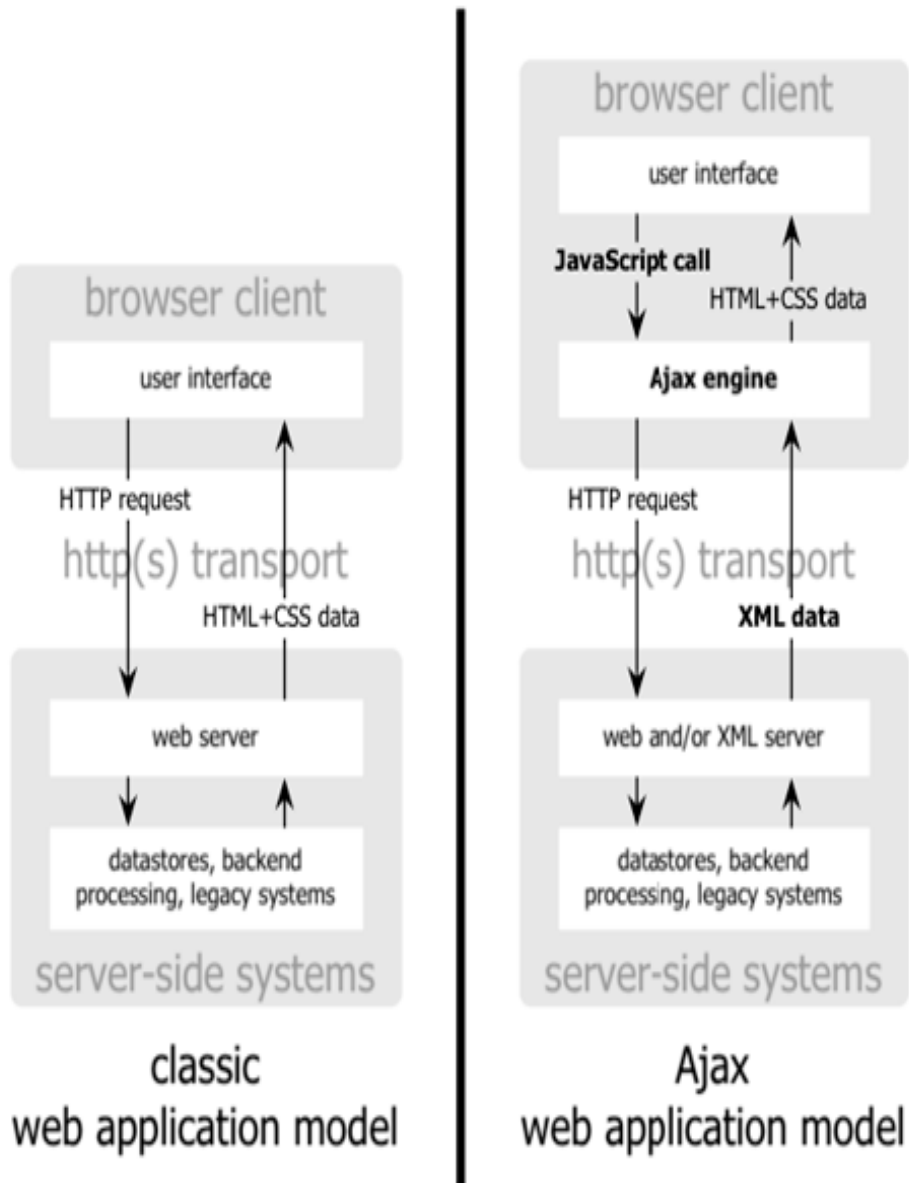 browser client
user interface
HTTP request
http(s) transport
HTML+CSS data
web server
datastores, backend
processing, legacy systems
server-side systems
classic
web application model
browser client
user interface
JavaScript call
HTML+CSS data
Ajax engine
HTTP request
http(s) transport
XML data
web and/or XML server
datastores, backend
processing, legacy systems
server-side systems
Ajax
web application model